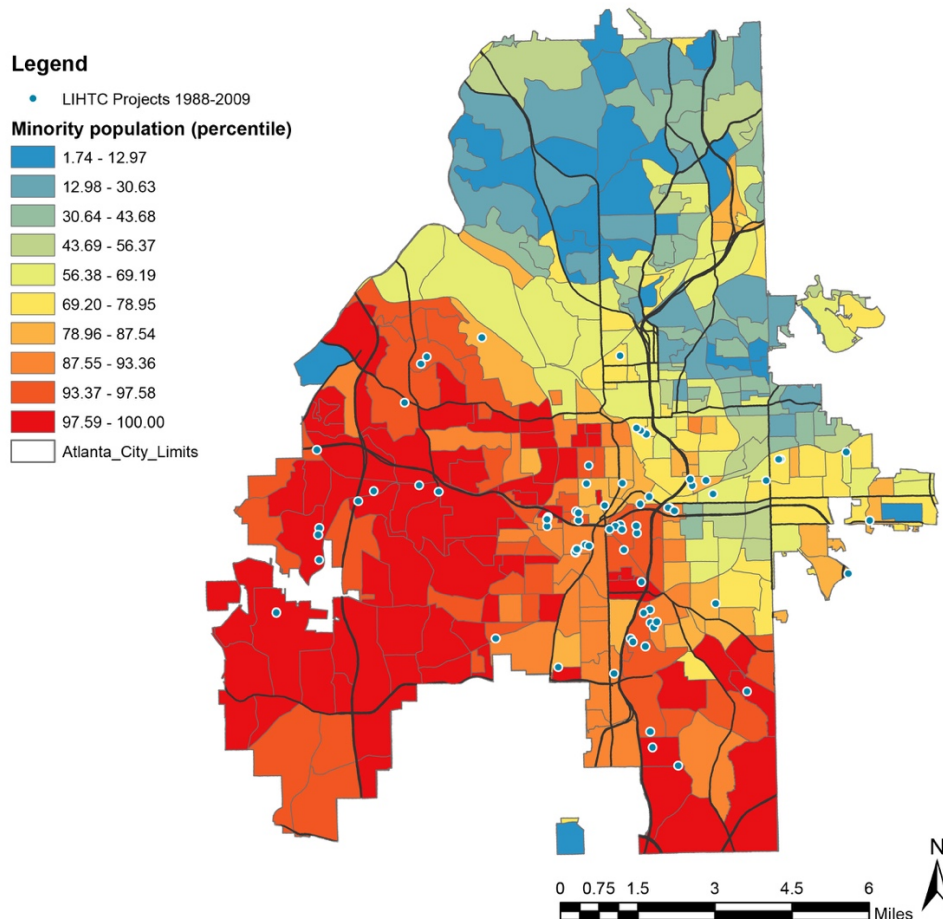 Legend
LIHTC Projects 1988-2009
Minority population (percentile)
1.74 - 12.97
12.98 - 30.63
30.64 - 43.68
43.69 - 56.37
56.38 - 69.19
69.20 - 78.95
78.96 - 87.54
87.55 - 93.36
93.37 - 97.58
97.59 - 100.00
Atlanta_City_Limits
N
0 0.75 1.5 3 4.5 6
Miles